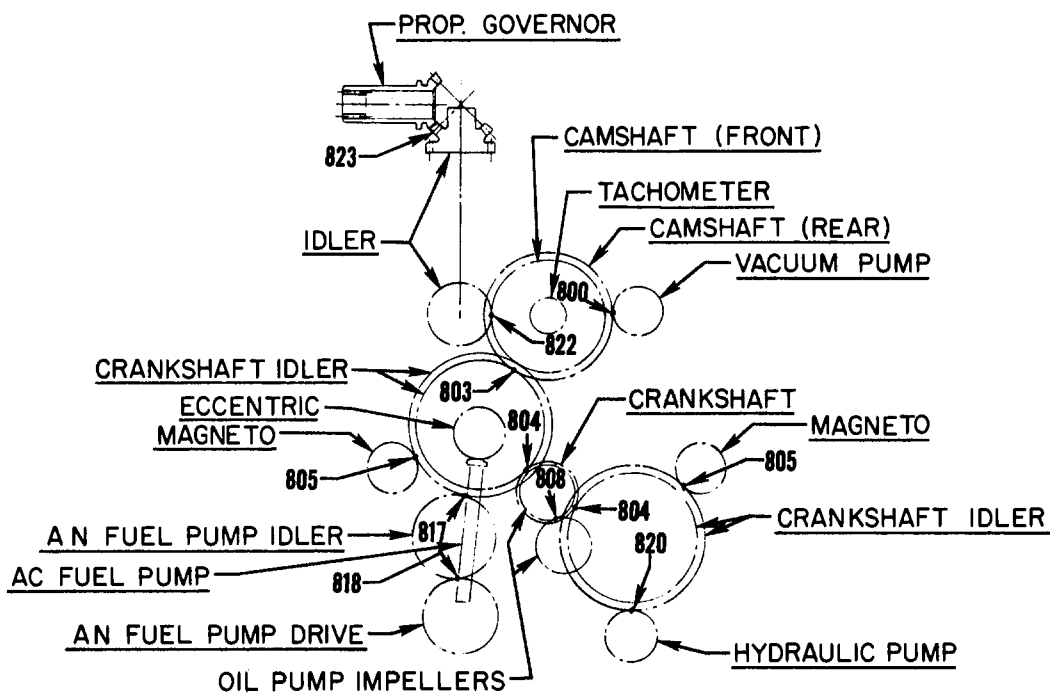 PROP. GOVERNOR
823
CAMSHAFT (FRONT)
TACHOMETER
IDLER
CAMSHAFT (REAR)
VACUUM PUMP
800
822
CRANKSHAFT IDLER
803
CRANKSHAFT
ECCENTRIC
804
MAGNETO
MAGNETO
805
808
805
804
AN FUEL PUMP IDLER
817
CRANKSHAFT IDLER
820
AC FUEL PUMP
818
AN FUEL PUMP DRIVE
HYDRAULIC PUMP
OIL PUMP IMPELLERS